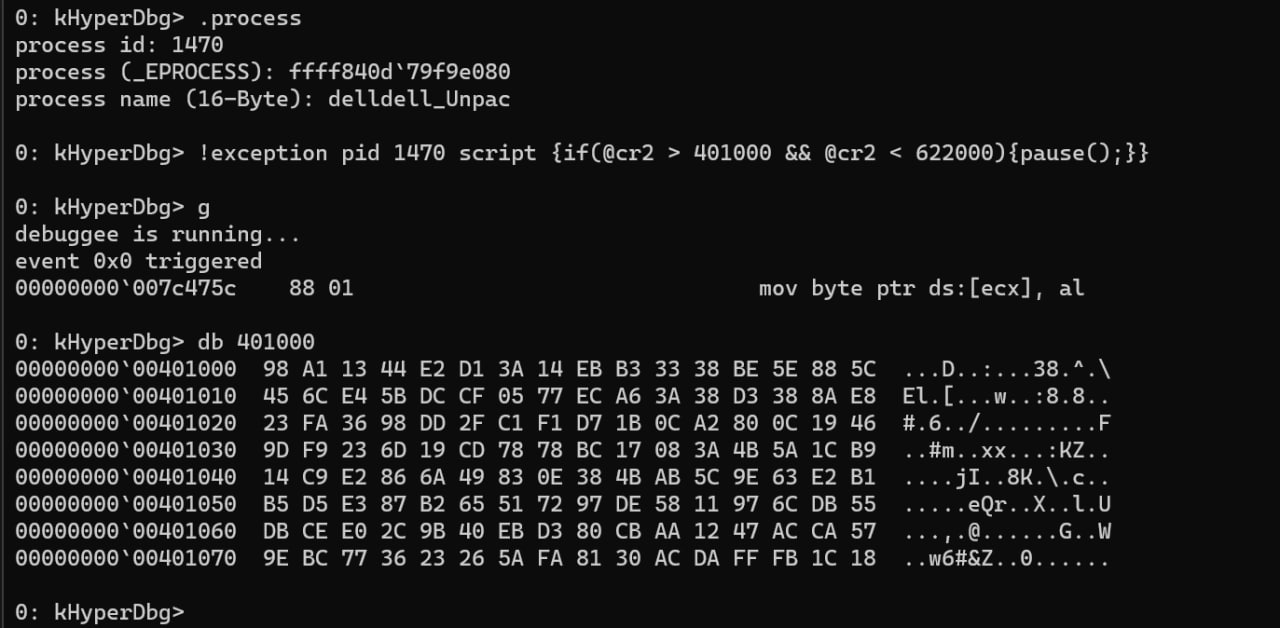 0: kHyperDbg> .process
process id: 1470
process (_EPROCESS): ffff840d`79f9e080
process name (16-Byte): delldell_Unpac
0: kHyperDbg> !exception pid 1470 script {if(@cr2 > 401000 && @cr2 < 622000){pause();}}
0: kHyperDbg> g
debuggee is running...
event 0x0 triggered
00000000`007c475c    88 01                               mov byte ptr ds:[ecx], al
0: kHyperDbg> db 401000
00000000`00401000  98 A1 13 44 E2 D1 3A 14 EB B3 33 38 BE 5E 88 5C  ...D..:...38.^.\
00000000`00401010  45 6C E4 5B DC CF 05 77 EC A6 3A 38 D3 38 8A E8  El.[...w..:8.8..
00000000`00401020  23 FA 36 98 DD 2F C1 F1 D7 1B 0C A2 80 0C 19 46  #.6../.........F
00000000`00401030  9D F9 23 6D 19 CD 78 78 BC 17 08 3A 4B 5A 1C B9  ..#m..xx...:KZ..
00000000`00401040  14 C9 E2 86 6A 49 83 0E 38 4B AB 5C 9E 63 E2 B1  ....jI..8K.\.c..
00000000`00401050  B5 D5 E3 87 B2 65 51 72 97 DE 58 11 97 6C DB 55  .....eQr..X..l.U
00000000`00401060  DB CE E0 2C 9B 40 EB D3 80 CB AA 12 47 AC CA 57  ...,.@......G..W
00000000`00401070  9E BC 77 36 23 26 5A FA 81 30 AC DA FF FB 1C 18  ..w6#&Z..0......
0: kHyperDbg>